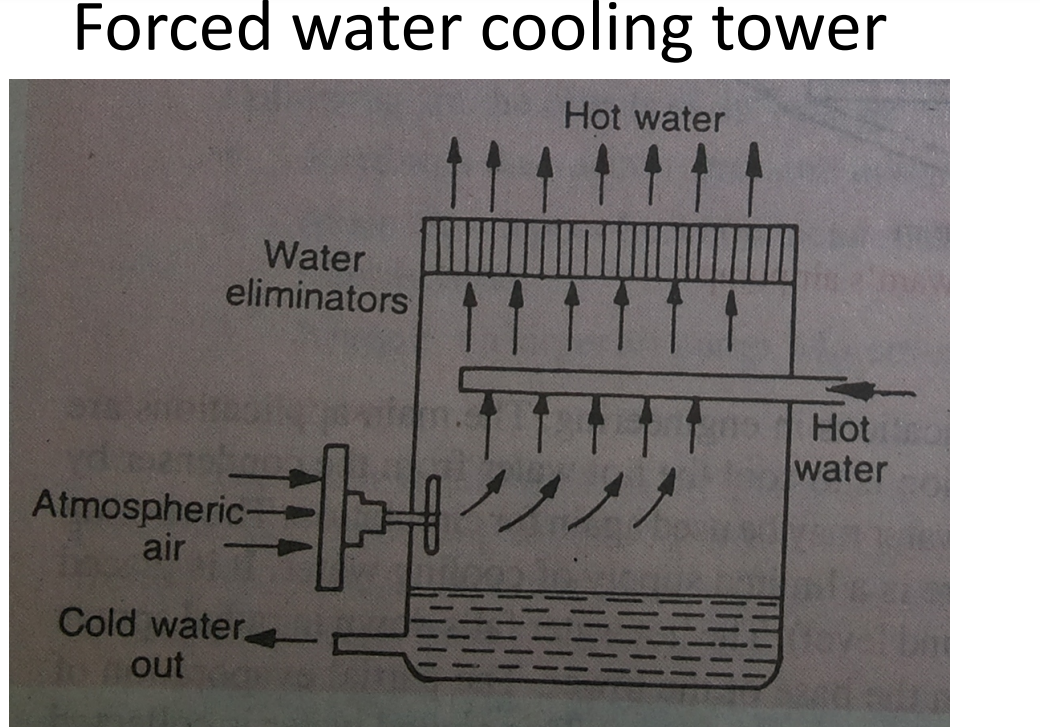 Forced water cooling tower
Hot water
Water
eliminators
Hot
water
Atmospheric
air
Cold water
out